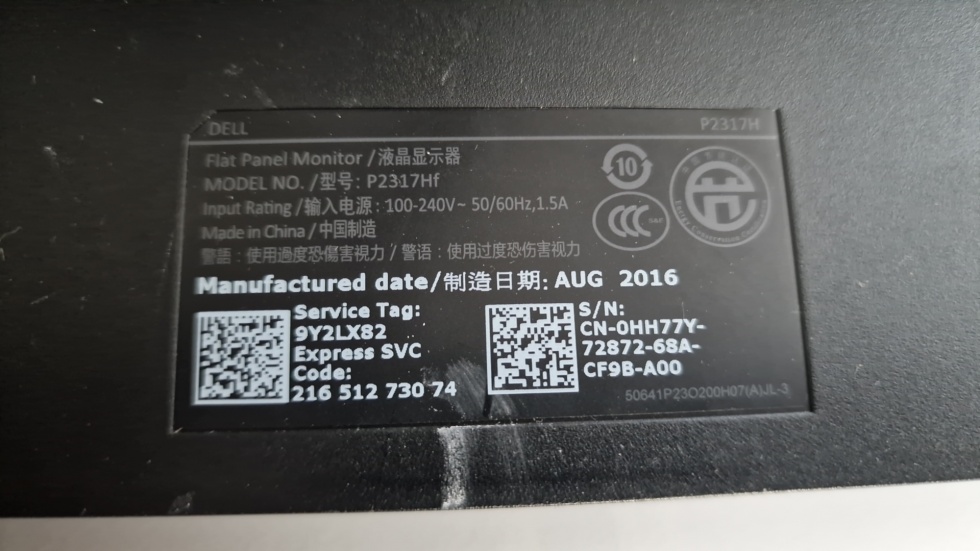 DELL P2317H
Flat Panel Monitor /液晶显示器
MODEL NO. /型号: P2317Hf
Input Rating /输入电源: 100-240V~ 50/60Hz,1.5A
Made in China / 中国制造
警語 : 使用過度恐傷害視力 / 警语 : 使用过度恐伤害视力
10
CCC
Manufactured date/制造日期: AUG 2016
Service Tag:
9Y2LX82
Express SVC
Code:
216 512 730 74
S/N:
CN-0HH77Y-
72872-68A-
CF9B-A00
50641P23O200H07(A)JL-3